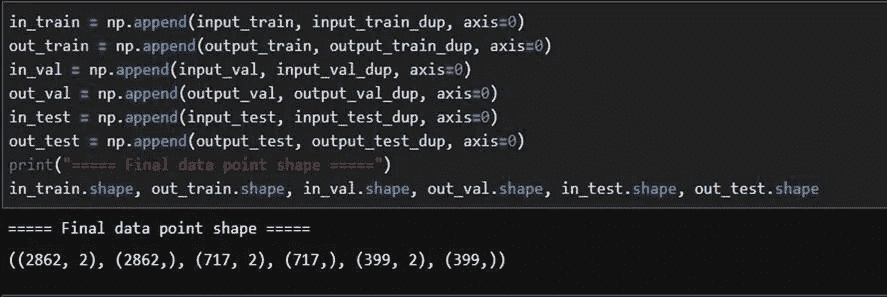 in_train = np.append(input_train, input_train_dup, axis=0)
out_train = np.append(output_train, output_train_dup, axis=0)
in_val = np.append(input_val, input_val_dup, axis=0)
out_val = np.append(output_val, output_val_dup, axis=0)
in_test = np.append(input_test, input_test_dup, axis=0)
out_test = np.append(output_test, output_test_dup, axis=0)
print("===== Final data point shape =====")
in_train.shape, out_train.shape, in_val.shape, out_val.shape, in_test.shape, out_test.shape
===== Final data point shape =====
((2862, 2), (2862,), (717, 2), (717,), (399, 2), (399,))